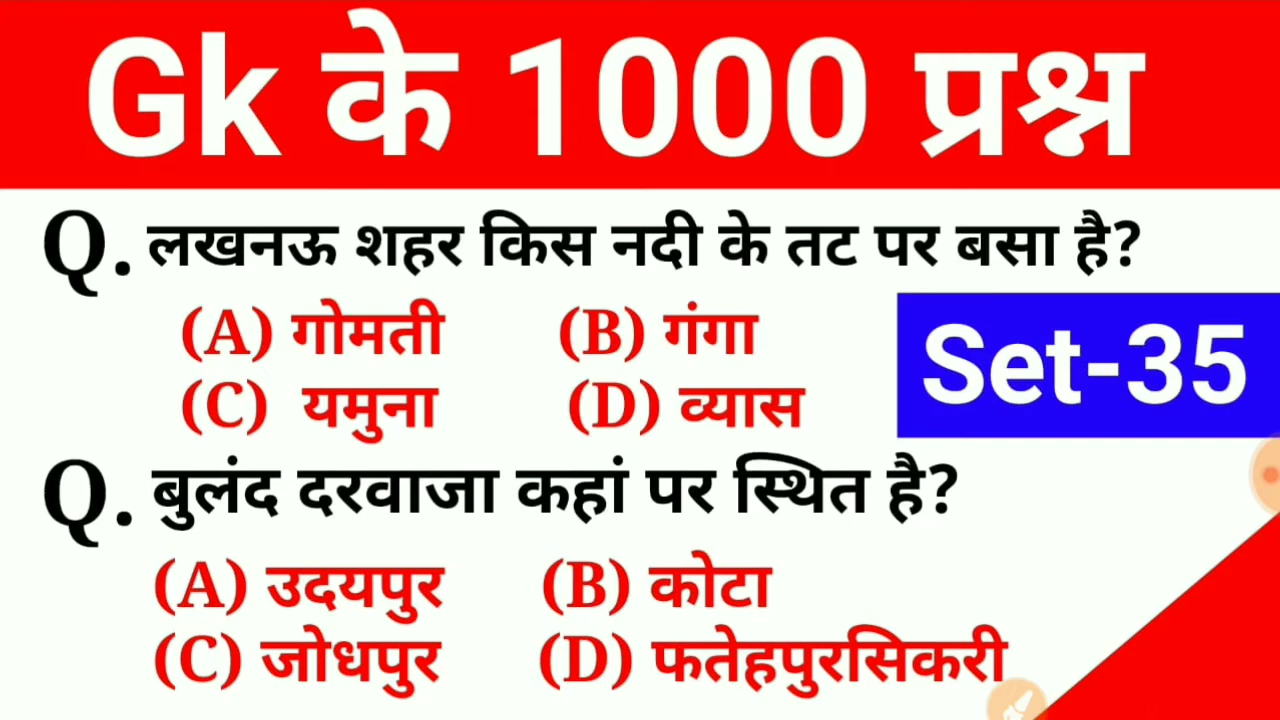 Gk के 1000 प्रश्न
Q. लखनऊ शहर किस नदी के तट पर बसा है?
(A) गोमती (B) गंगा
(C) यमुना (D) व्यास
Set-35
Q. बुलंद दरवाजा कहां पर स्थित है?
(A) उदयपुर (B) कोटा
(C) जोधपुर (D) फतेहपुरसिकरी